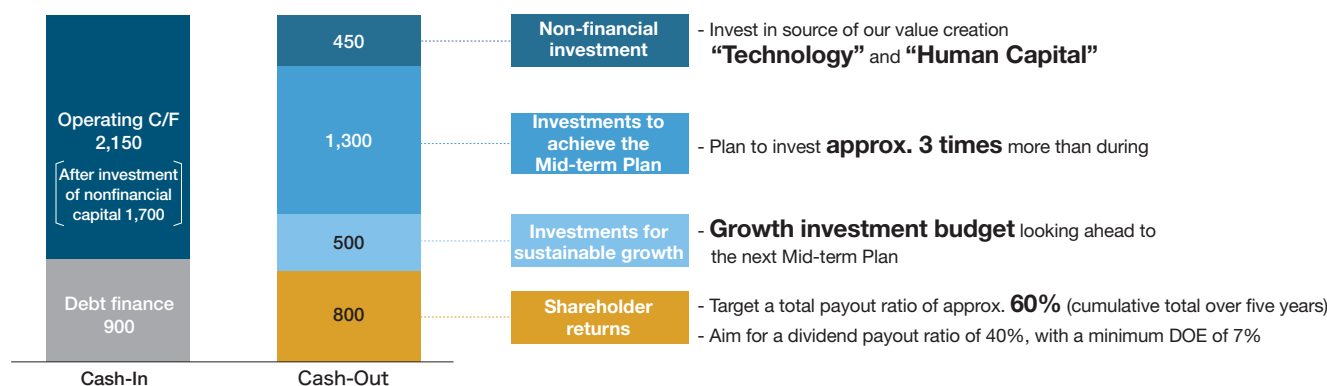 Operating C/F
2,150
After investment
of nonfinancial
capital 1,700
Debt finance
900
Cash-In
450
1,300
500
800
Cash-Out
Non-financial
investment
- Invest in source of our value creation
“Technology” and “Human Capital”
Investments to
achieve the
Mid-term Plan
- Plan to invest approx. 3 times more than during
Investments for
sustainable growth
- Growth investment budget looking ahead to
the next Mid-term Plan
Shareholder
returns
- Target a total payout ratio of approx. 60% (cumulative total over five years)
- Aim for a dividend payout ratio of 40%, with a minimum DOE of 7%